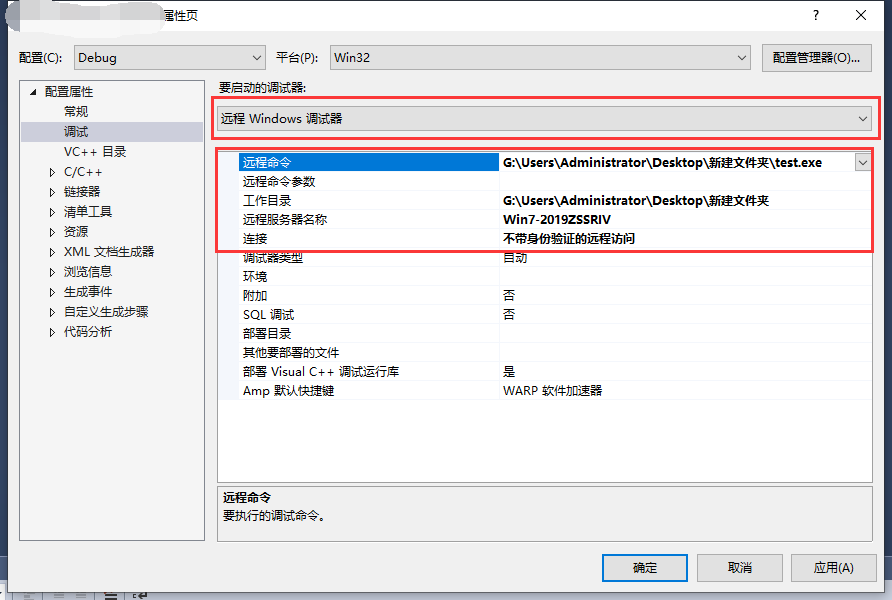 属性页
?
配置(C):
Debug
平台(P):
Win32
配置管理器(O)...
配置属性
常规
调试
VC++ 目录
C/C++
链接器
清单工具
资源
XML 文档生成器
浏览信息
生成事件
自定义生成步骤
代码分析
要启动的调试器:
远程 Windows 调试器
远程命令 G:\Users\Administrator\Desktop\新建文件夹\test.exe
远程命令参数
工作目录 G:\Users\Administrator\Desktop\新建文件夹
远程服务器名称 Win7-2019ZSSRIV
连接 不带身份验证的远程访问
调试器类型 自动
环境
附加 否
SQL 调试 否
部署目录
其他要部署的文件
部署 Visual C++ 调试运行库 是
Amp 默认快捷键 WARP 软件加速器
远程命令
要执行的调试命令。
确定
取消
应用(A)